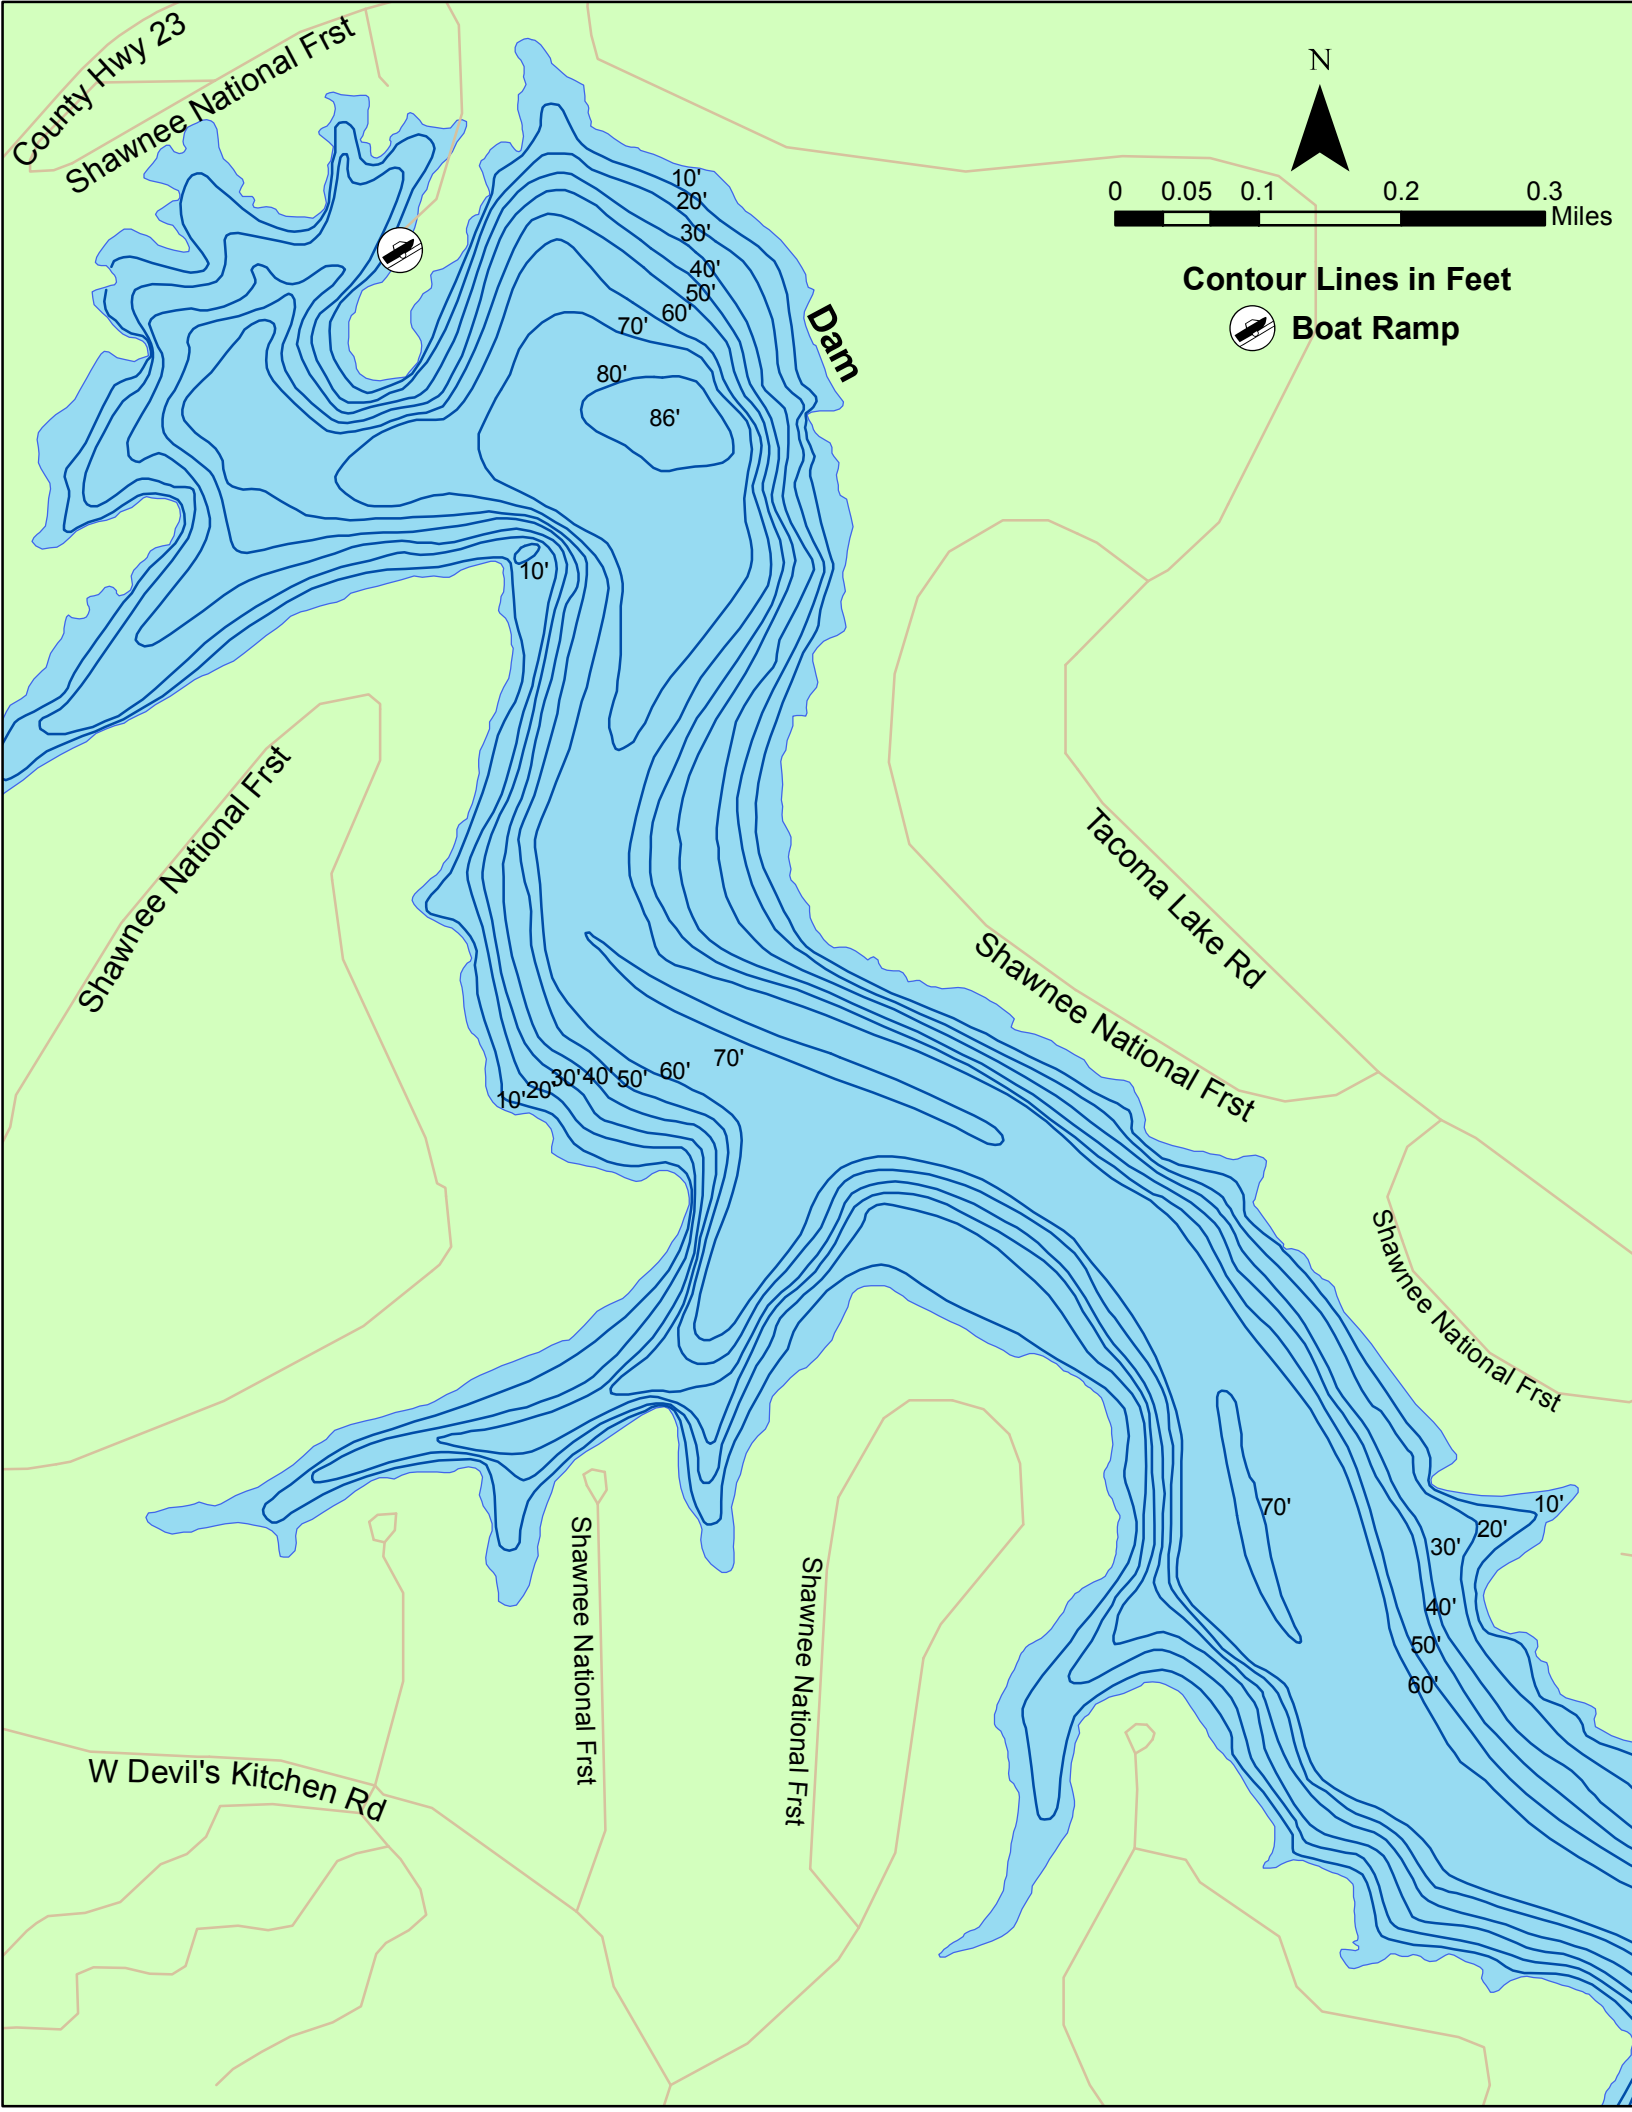 County Hwy 23
Shawnee National Frst
N
0 0.05 0.1 0.2 0.3
Miles
Contour Lines in Feet
Boat Ramp
10'
20'
30'
40'
50'
60'
70'
80'
86'
Dam
10'
Shawnee National Frst
Tacoma Lake Rd
Shawnee National Frst
70'
60'
50'
40'
30'
20'
10'
Shawnee National Frst
70'
10'
20'
30'
40'
50'
60'
Shawnee National Frst
Shawnee National Frst
W Devil's Kitchen Rd